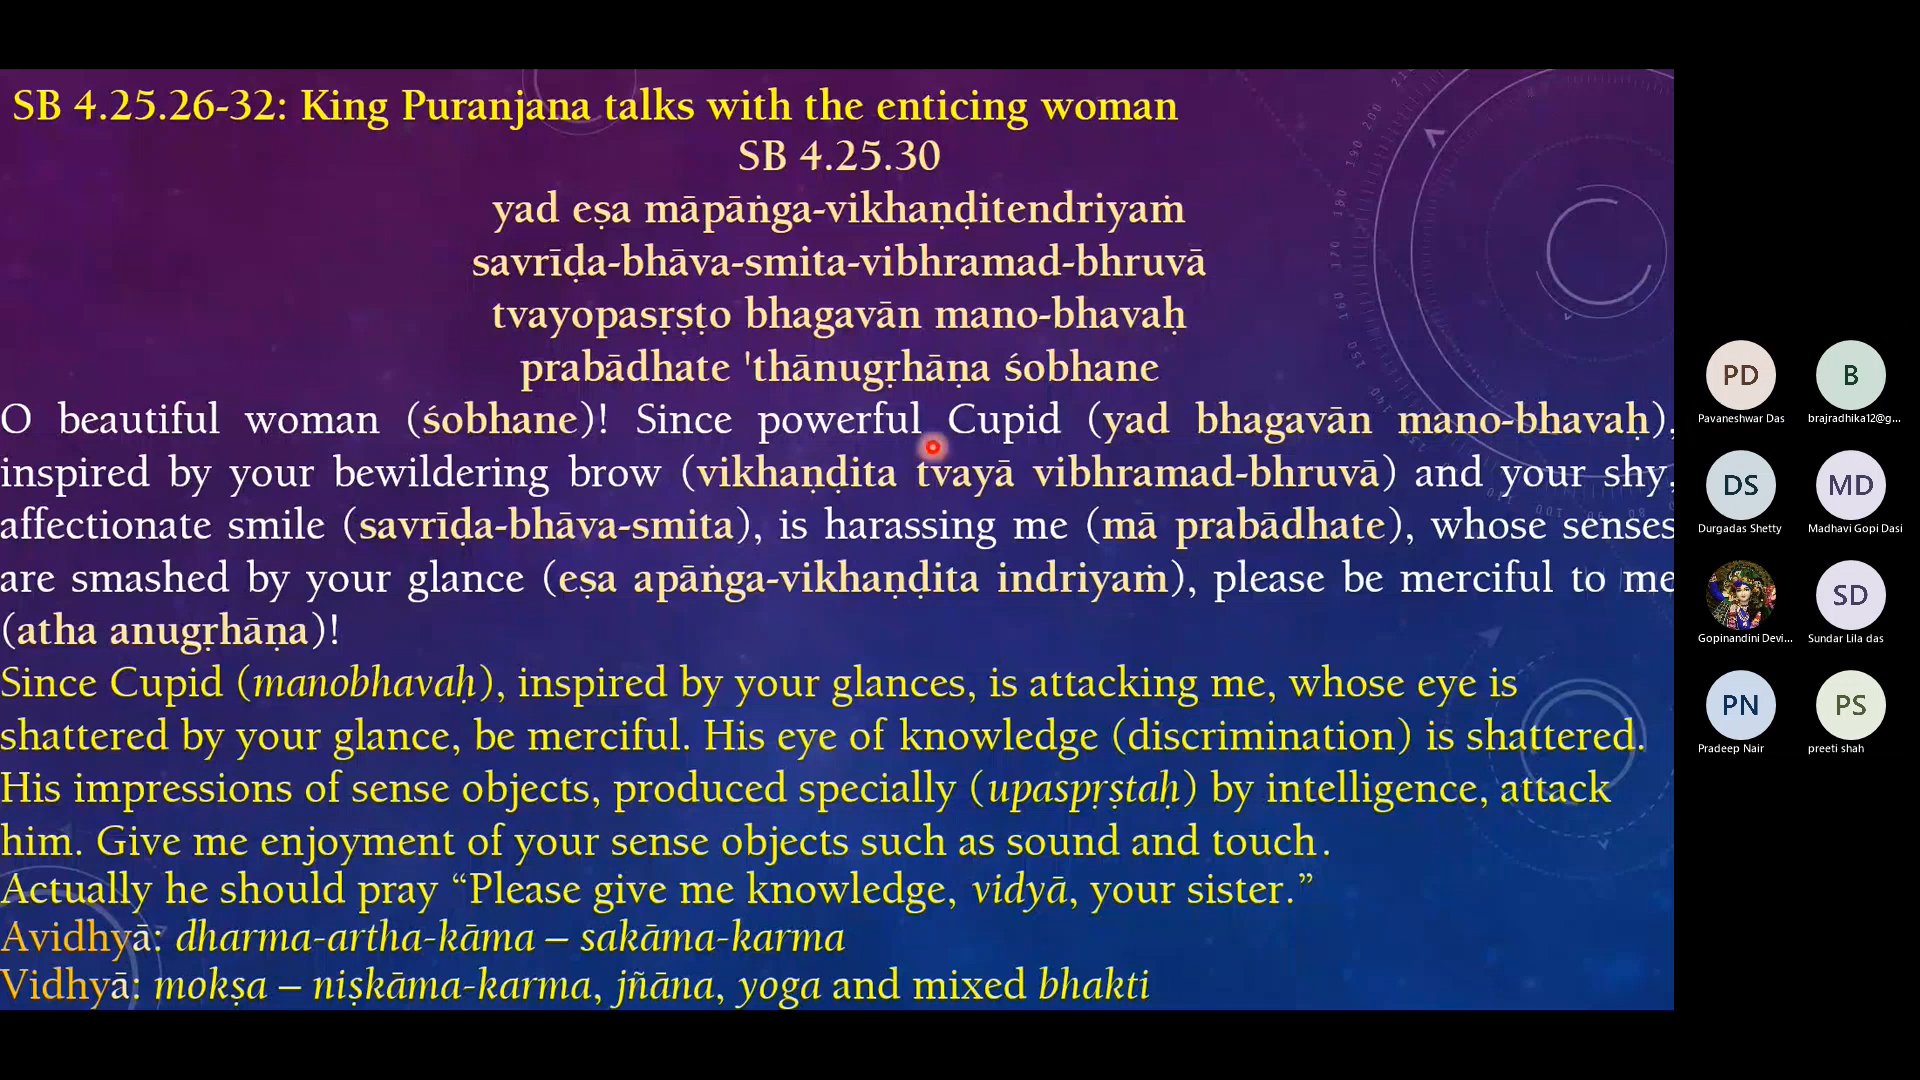 SB 4.25.26-32: King Puranjana talks with the enticing woman
SB 4.25.30
yad eṣa māpāṅga-vikhaṇḍitendriyaṁ
savrīḍa-bhāva-smita-vibhramad-bhruvā
tvayopasṛṣṭo bhagavān mano-bhavaḥ
prabādhate 'thānugṛhāṇa śobhane
O beautiful woman (śobhane)! Since powerful Cupid (yad bhagavān mano-bhavaḥ),
inspired by your bewildering brow (vikhaṇḍita tvayā vibhramad-bhruvā) and your shy,
affectionate smile (savrīḍa-bhāva-smita), is harassing me (mā prabādhate), whose senses
are smashed by your glance (eṣa apāṅga-vikhaṇḍita indriyaṁ), please be merciful to me
(atha anugṛhāṇa)!
Since Cupid (manobhavaḥ), inspired by your glances, is attacking me, whose eye is
shattered by your glance, be merciful. His eye of knowledge (discrimination) is shattered.
His impressions of sense objects, produced specially (upaspṛṣtaḥ) by intelligence, attack
him. Give me enjoyment of your sense objects such as sound and touch.
Actually he should pray “Please give me knowledge, vidyā, your sister.”
Avidhyā: dharma-artha-kāma – sakāma-karma
Vidhyā: mokṣa – niṣkāma-karma, jñāna, yoga and mixed bhakti
PD
B
Pavaneshwar Das
brajradhika12@g...
DS
MD
Durgadas Shetty
Madhavi Gopi Dasi
SD
Gopinandini Devi...
Sundar Lila das
PN
PS
Pradeep Nair
preeti shah